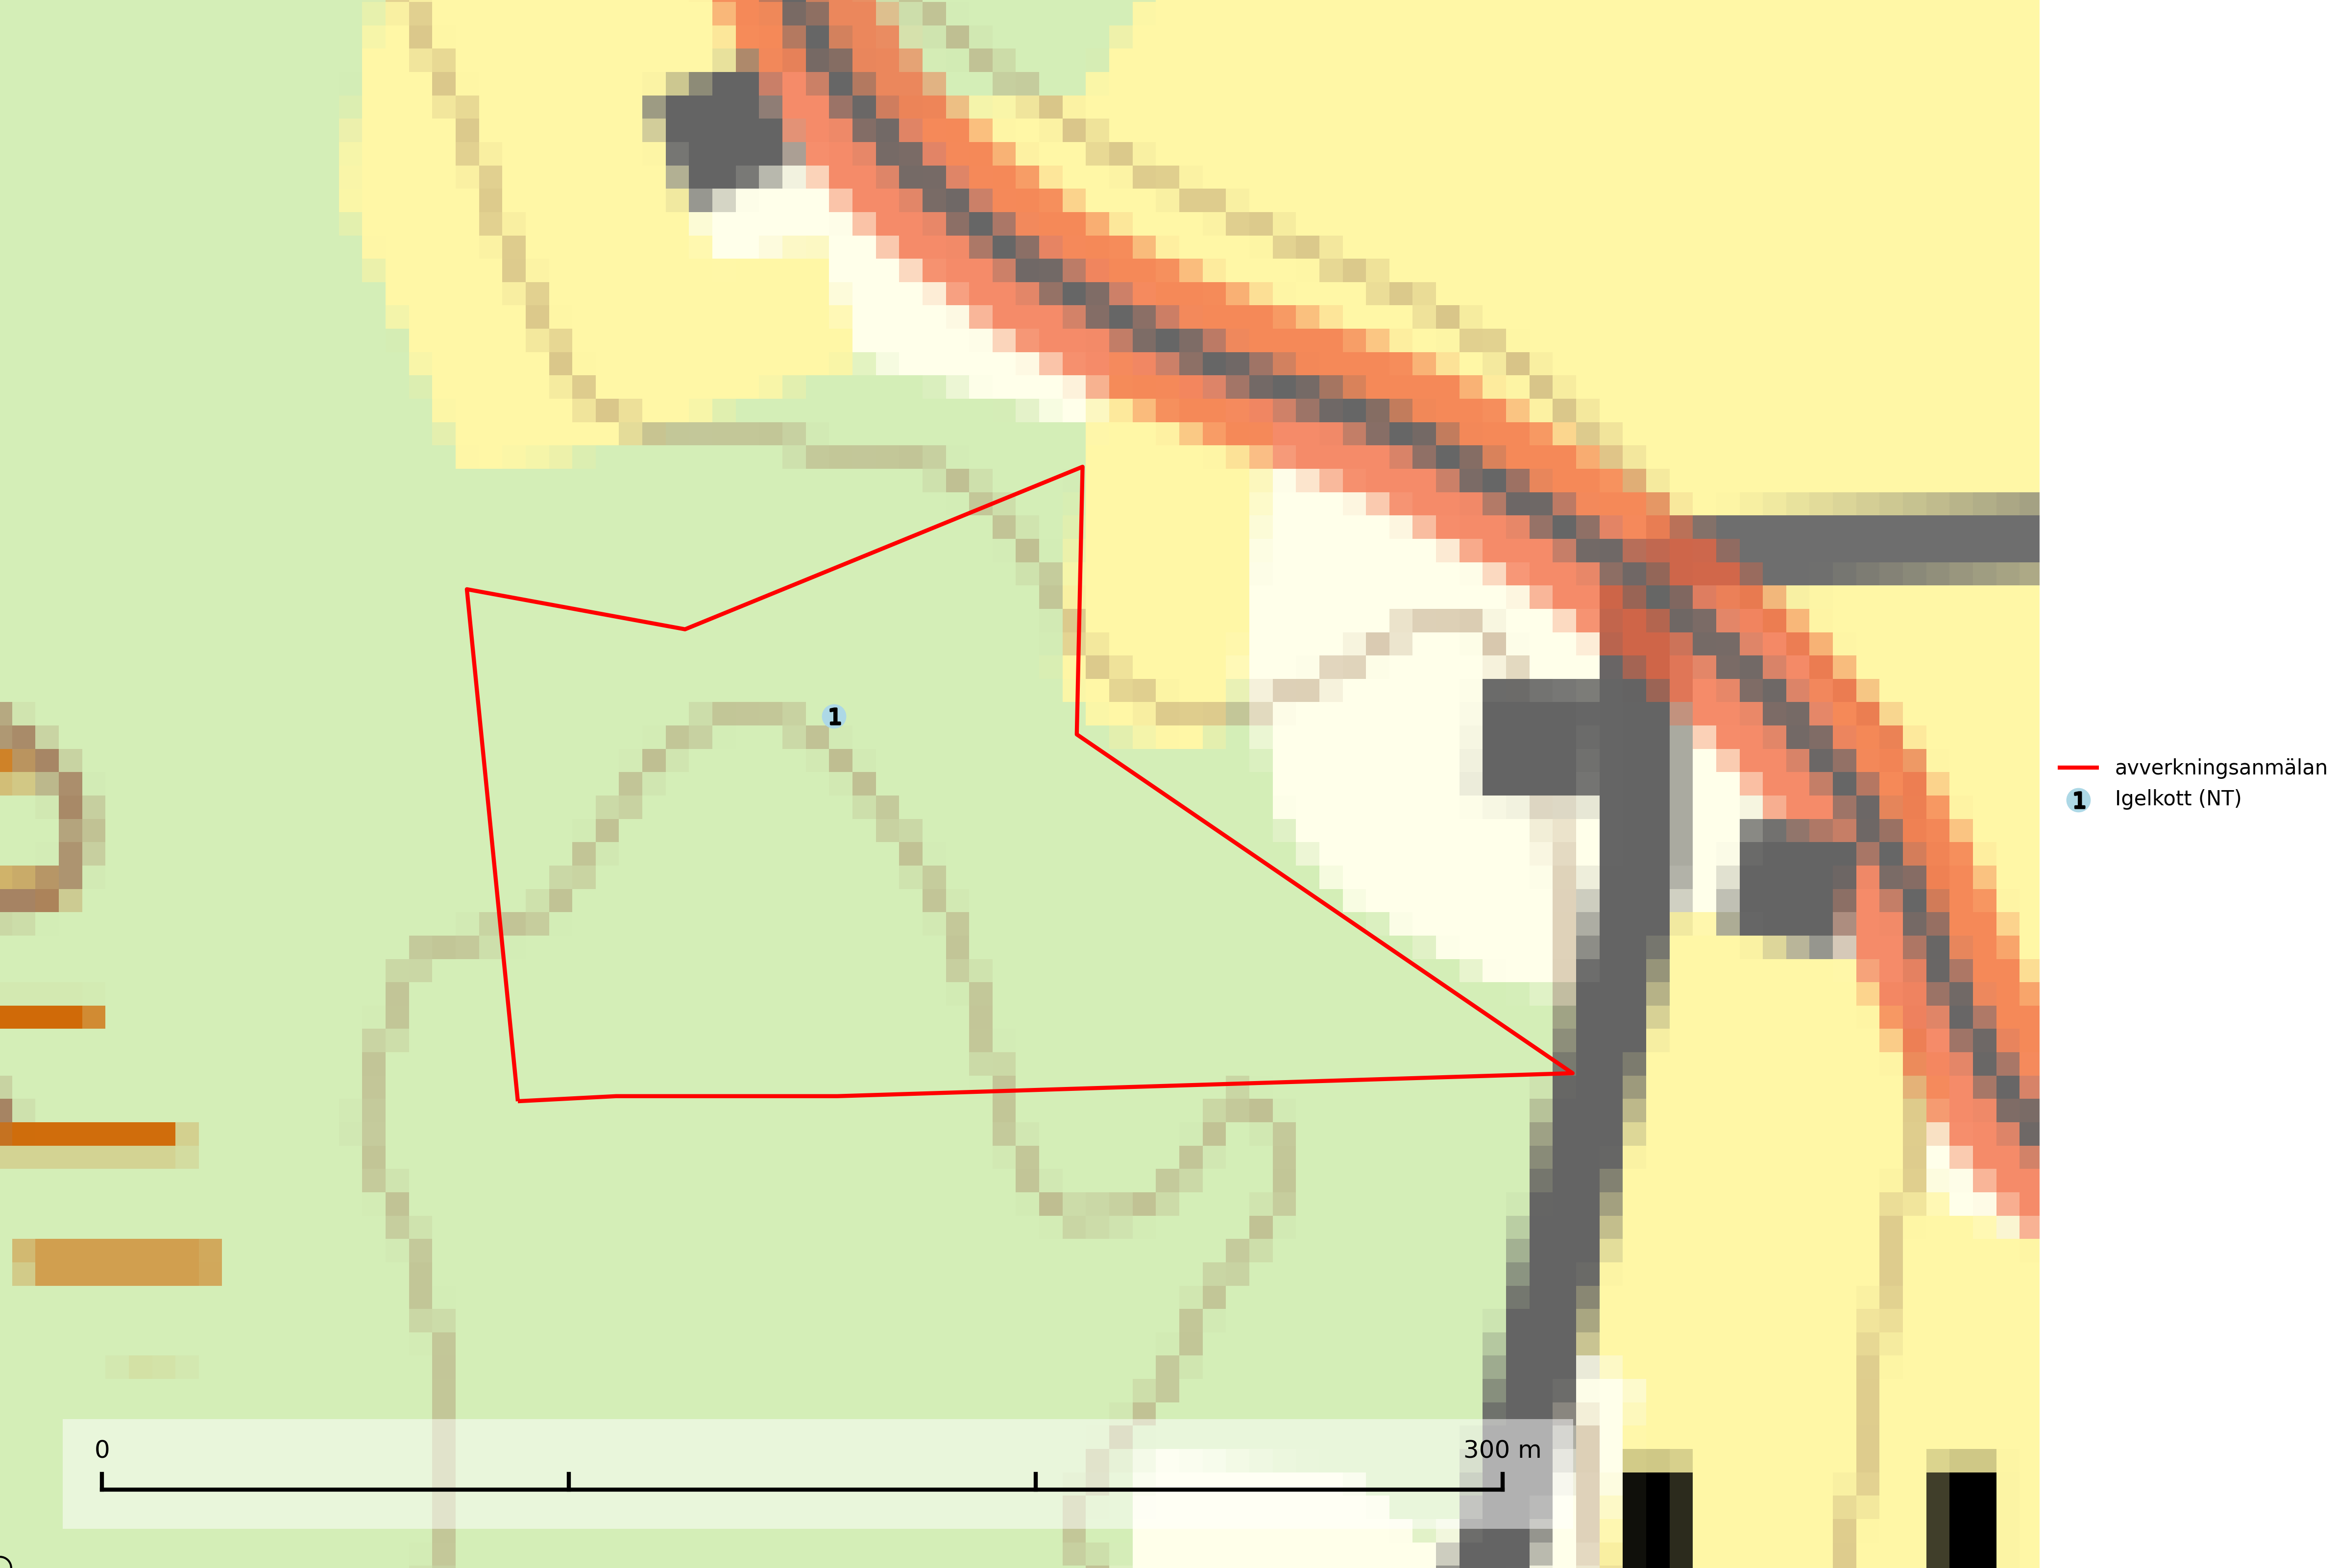 1
avverkningsanmälan
1 Igelkott (NT)
0 300 m